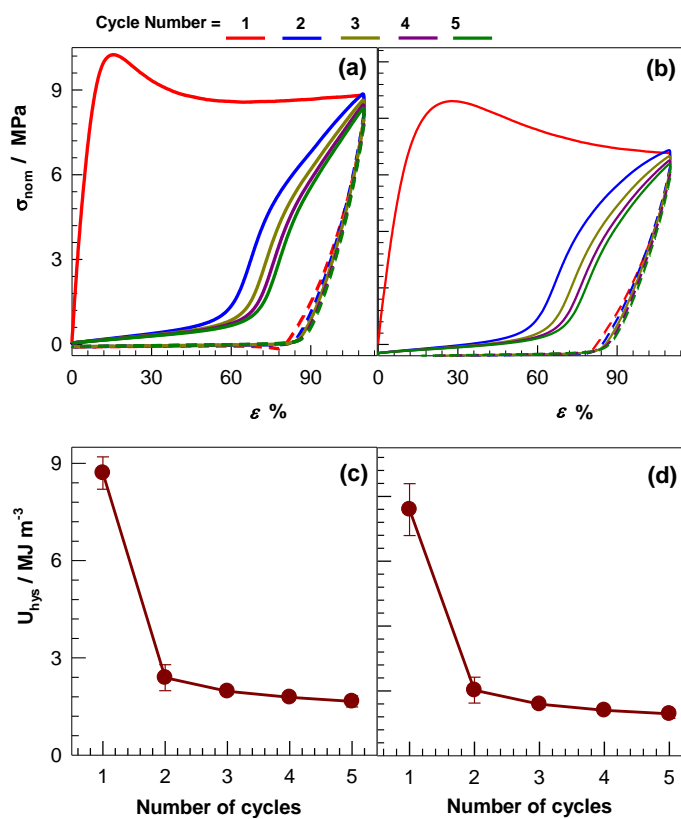 Cycle Number = 1 2 3 4 5
(a) (b)
σnom / MPa
9
6
3
0
0 30 60 90 0 30 60 90
ε % ε %
(c) (d)
Uhys / MJ m-3
9
6
3
0
1 2 3 4 5 1 2 3 4 5
Number of cycles Number of cycles